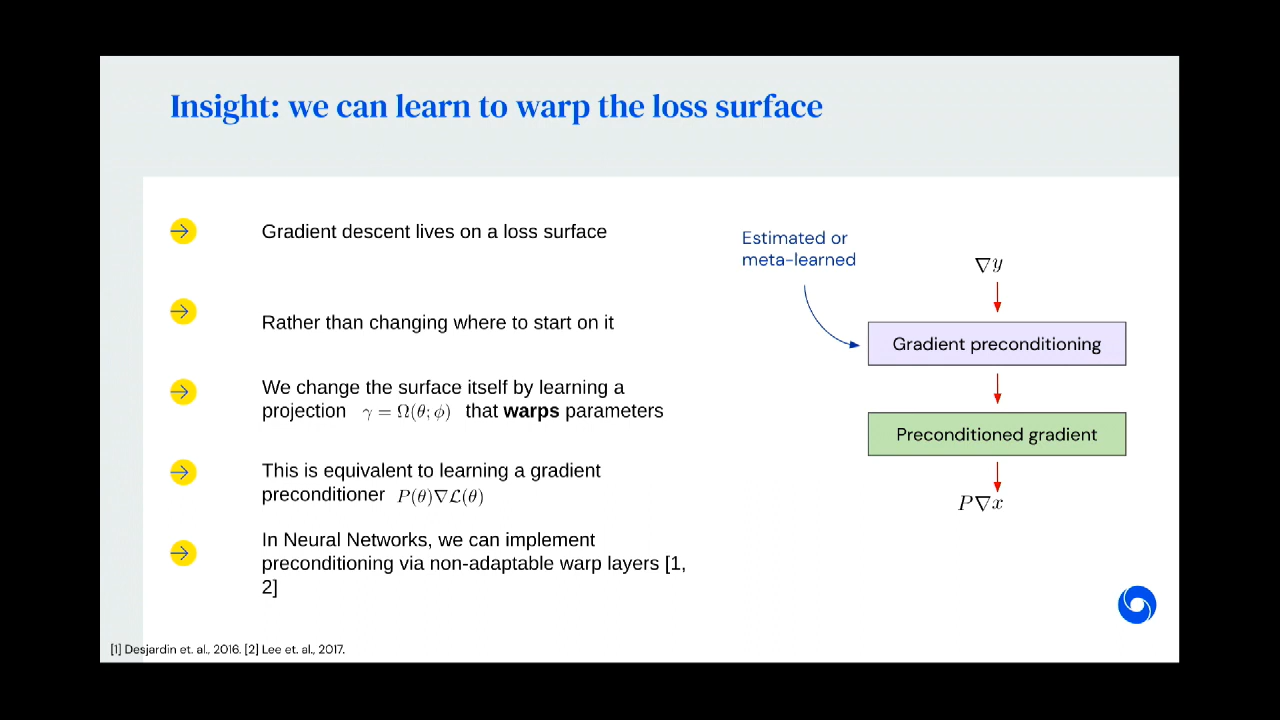 Insight: we can learn to warp the loss surface
Gradient descent lives on a loss surface
Rather than changing where to start on it
We change the surface itself by learning a
projection γ = Ω(θ; ϕ) that warps parameters
This is equivalent to learning a gradient
preconditioner P(θ)∇ℒ(θ)
In Neural Networks, we can implement
preconditioning via non-adaptable warp layers [1,
2]
Estimated or
meta-learned
∇y
Gradient preconditioning
Preconditioned gradient
P∇x
[1] Desjardin et. al., 2016. [2] Lee et. al., 2017.